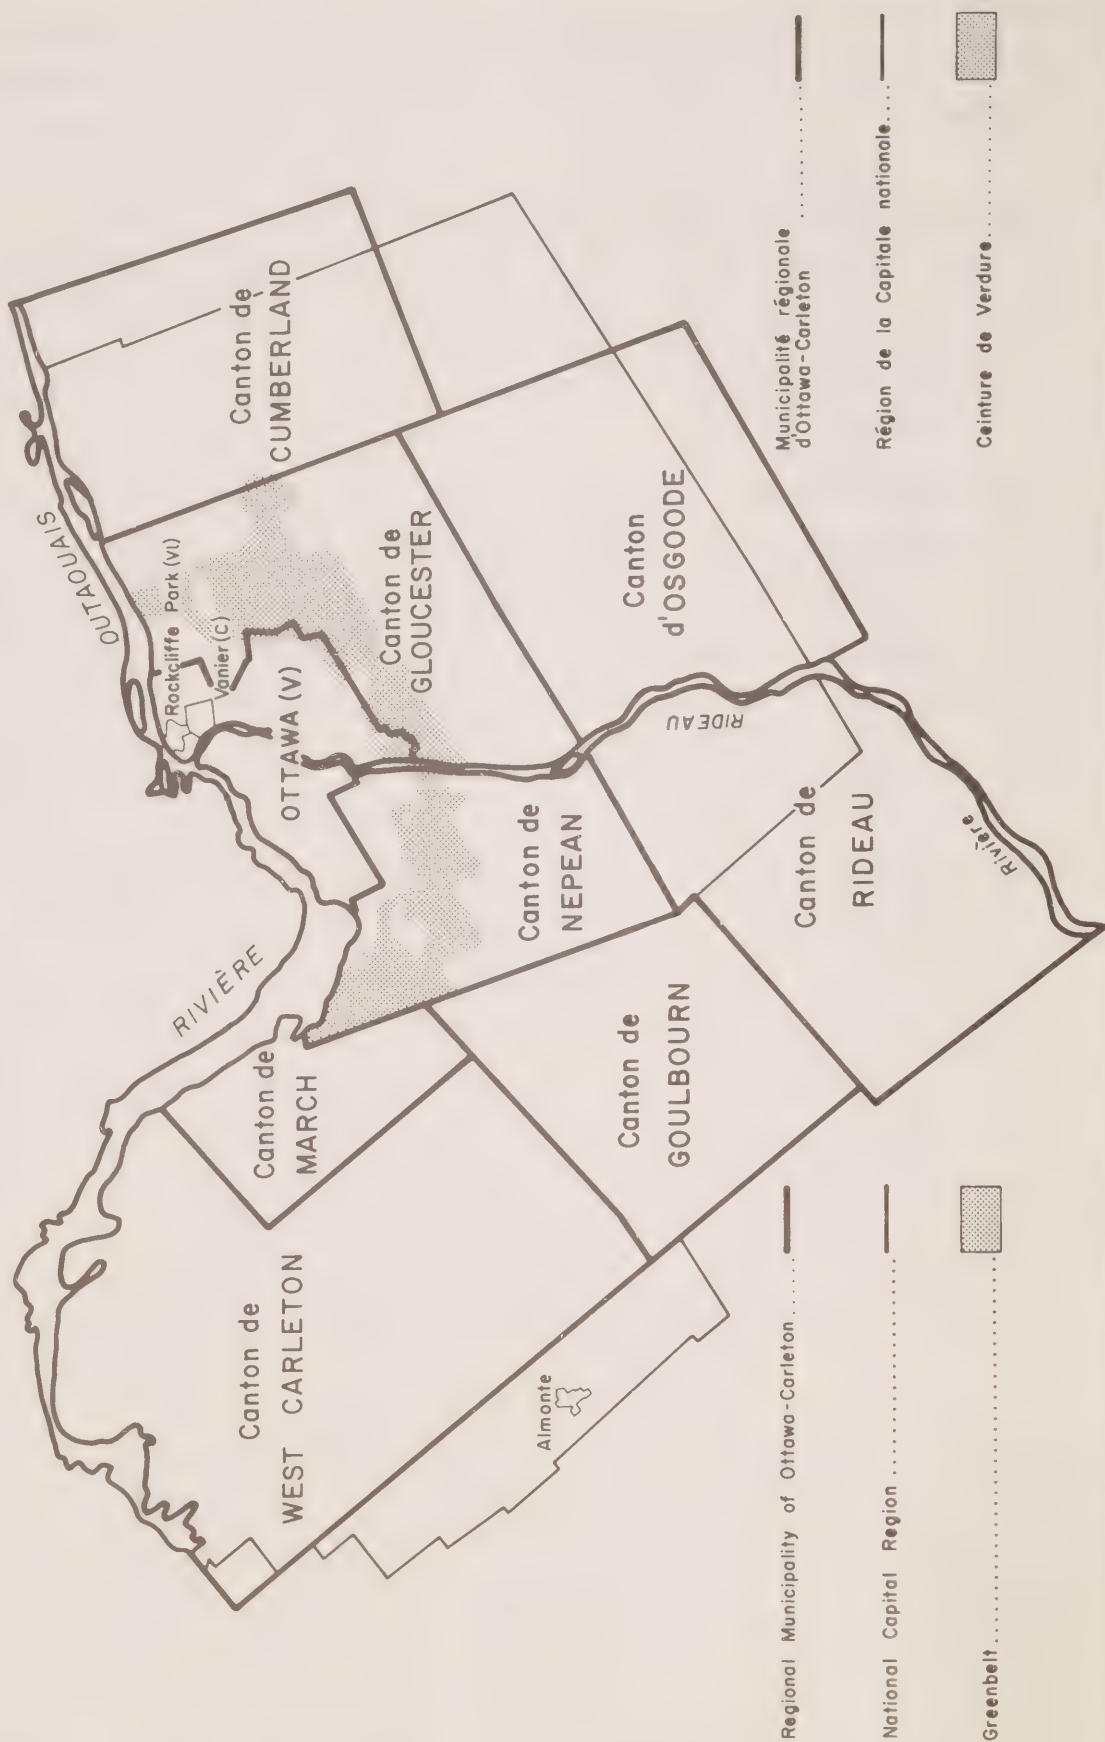 RIVIÈRE
OUTAOUAIS
Rockcliffe Park (vl)
Vanier (C)
OTTAWA (V)
Canton de
CUMBERLAND
Canton de
GLOUCESTER
Canton
d'OSGOODE
Canton de
MARCH
Canton de
NEPEAN
RIDEAU
Rivière
Canton de
RIDEAU
Canton de
GOULBOURN
Canton de
WEST CARLETON
Almonte
Regional Municipality of Ottawa-Carleton......
National Capital Region ..............................
Greenbelt..........................................
Municipalité régionale
d'Ottawa-Carleton ............
Région de la Capitale nationale....
Ceinture de Verdure...............